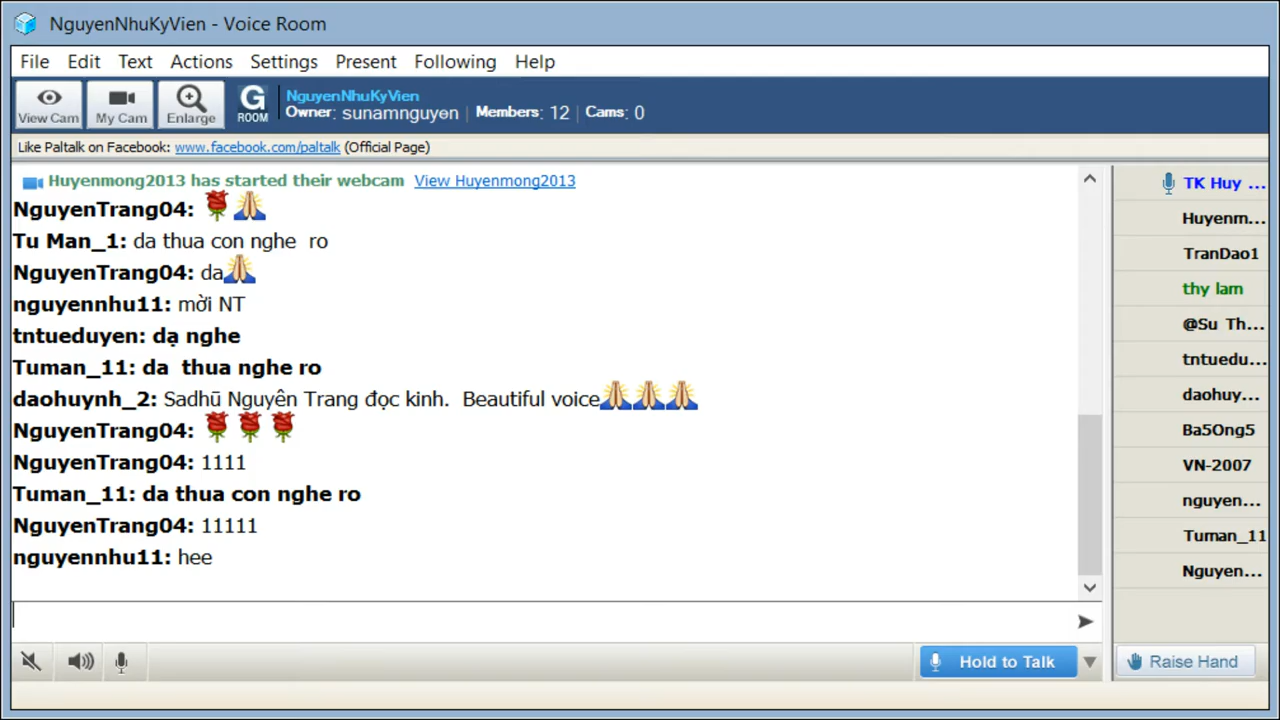 NguyenNhuKyVien - Voice Room
File Edit Text Actions Settings Present Following Help
View Cam My Cam Enlarge G ROOM
NguyenNhuKyVien
Owner: sunamnguyen | Members: 12 | Cams: 0
Like Paltalk on Facebook: www.facebook.com/paltalk (Official Page)
Huyenmong2013 has started their webcam View Huyenmong2013
NguyenTrang04: 🌹🙏
Tu Man_1: da thua con nghe ro
NguyenTrang04: da🙏
nguyennhu11: mời NT
tntueduyen: dạ nghe
Tuman_11: da thua nghe ro
daohuynh_2: Sadhū Nguyên Trang đọc kinh. Beautiful voice🙏🙏🙏
NguyenTrang04: 🌹🌹🌹
NguyenTrang04: 1111
Tuman_11: da thua con nghe ro
NguyenTrang04: 11111
nguyennhu11: hee
TK Huy ...
Huyenm...
TranDao1
thy lam
@Su Th...
tntuedu...
daohuy...
Ba5Ong5
VN-2007
nguyen...
Tuman_11
Nguyen...
Hold to Talk
Raise Hand